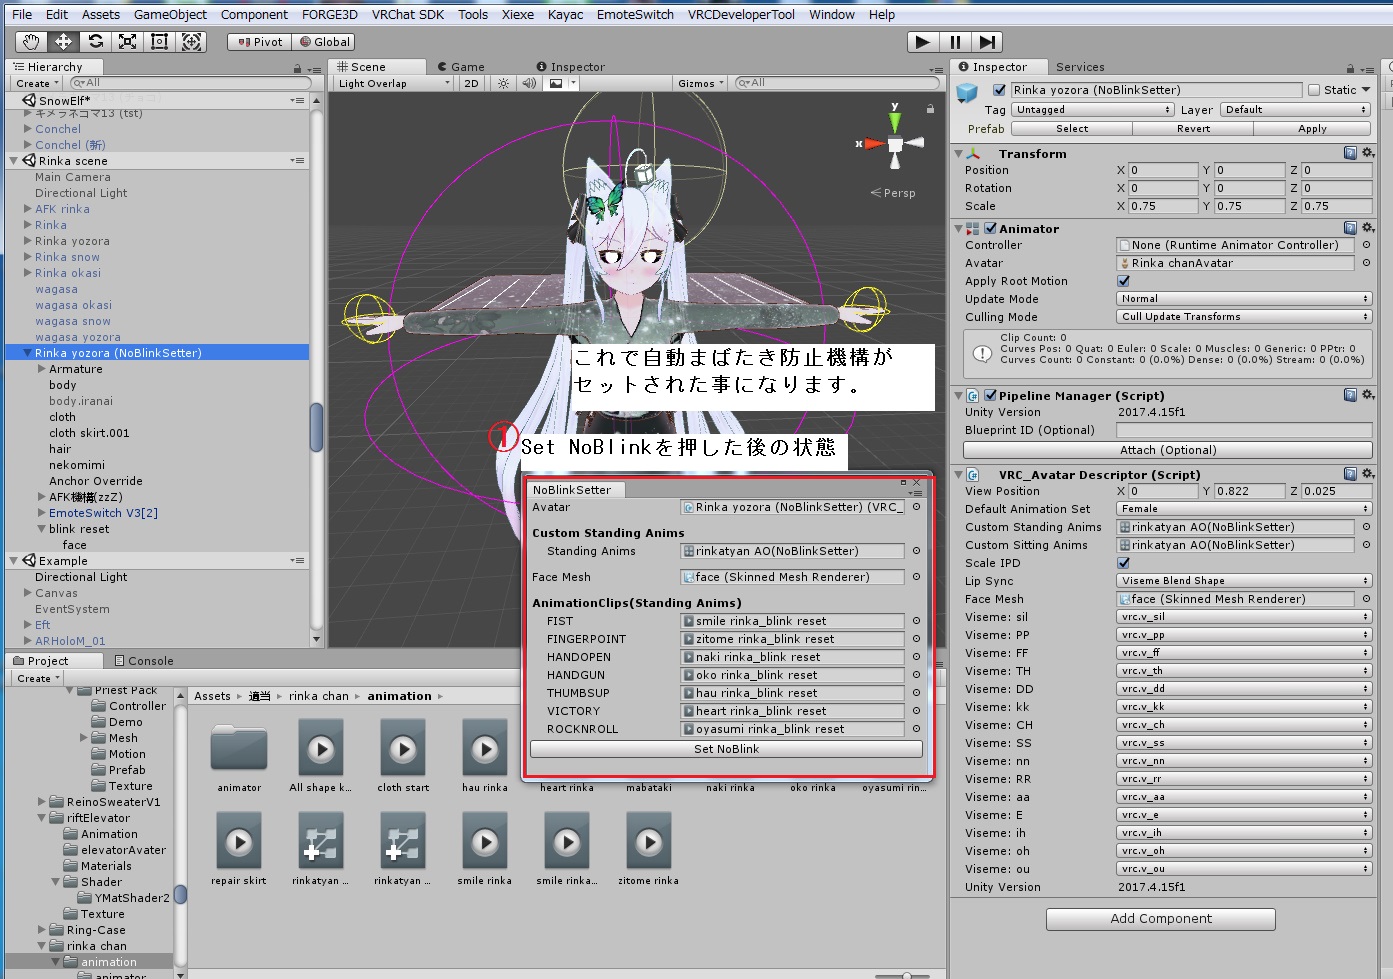 File Edit Assets GameObject Component FORGE3D VRChat SDK Tools Xiexe Kayac EmoteSwitch VRCDeveloperTool Window Help
Pivot Global
Hierarchy
Create All
SnowElf*
キメラネコマ13 (tst)
Conchel
Conchel (新)
Rinka scene
Main Camera
Directional Light
AFK rinka
Rinka
Rinka yozora
Rinka snow
Rinka okasi
wagasa
wagasa okasi
wagasa snow
wagasa yozora
Rinka yozora (NoBlinkSetter)
Armature
body
body.iranai
cloth
cloth skirt.001
hair
nekomimi
Anchor Override
AFK機構(zzZ)
EmoteSwitch V3[2]
blink reset
face
Example
Directional Light
Canvas
EventSystem
Eft
ARHoloM_01
Scene Game Inspector
Light Overlap 2D Gizmos All
y
x
Persp
これで自動まばたき防止機構が
セットされた事になります。
① Set NoBlinkを押した後の状態
NoBlinkSetter
Avatar Rinka yozora (NoBlinkSetter) (VRC_
Custom Standing Anims
Standing Anims rinkatyan AO(NoBlinkSetter)
Face Mesh face (Skinned Mesh Renderer)
AnimationClips(Standing Anims)
FIST smile rinka_blink reset
FINGERPOINT zitome rinka_blink reset
HANDOPEN naki rinka_blink reset
HANDGUN oko rinka_blink reset
THUMBSUP hau rinka_blink reset
VICTORY heart rinka_blink reset
ROCKNROLL oyasumi rinka_blink reset
Set NoBlink
Project Console
Create
Priest Pack
Controller
Demo
Mesh
Motion
Prefab
Texture
ReinoSweaterV1
riftElevator
Animation
elevatorAvater
Materials
Shader
YMatShader2
Texture
Ring-Case
rinka chan
animation
animator
Assets 適当 rinka chan animation
animator All shape k... cloth start hau rinka heart rinka mabataki naki rinka oko rinka oyasumi rin...
repair skirt rinkatyan ... rinkatyan ... smile rinka smile rinka... zitome rinka
Inspector Services
Rinka yozora (NoBlinkSetter) Static
Tag Untagged Layer Default
Prefab Select Revert Apply
Transform
Position X 0 Y 0 Z 0
Rotation X 0 Y 0 Z 0
Scale X 0.75 Y 0.75 Z 0.75
Animator
Controller None (Runtime Animator Controller)
Avatar Rinka chanAvatar
Apply Root Motion
Update Mode Normal
Culling Mode Cull Update Transforms
Clip Count: 0
Curves Pos: 0 Quat: 0 Euler: 0 Scale: 0 Muscles: 0 Generic: 0 PPtr: 0
Curves Count: 0 Constant: 0 (0.0%) Dense: 0 (0.0%) Stream: 0 (0.0%)
Pipeline Manager (Script)
Unity Version 2017.4.15f1
Blueprint ID (Optional)
Attach (Optional)
VRC_Avatar Descriptor (Script)
View Position X 0 Y 0.822 Z 0.025
Default Animation Set Female
Custom Standing Anims rinkatyan AO(NoBlinkSetter)
Custom Sitting Anims rinkatyan AO(NoBlinkSetter)
Scale IPD
Lip Sync Viseme Blend Shape
Face Mesh face (Skinned Mesh Renderer)
Viseme: sil vrc.v_sil
Viseme: PP vrc.v_pp
Viseme: FF vrc.v_ff
Viseme: TH vrc.v_th
Viseme: DD vrc.v_dd
Viseme: kk vrc.v_kk
Viseme: CH vrc.v_ch
Viseme: SS vrc.v_ss
Viseme: nn vrc.v_nn
Viseme: RR vrc.v_rr
Viseme: aa vrc.v_aa
Viseme: E vrc.v_e
Viseme: ih vrc.v_ih
Viseme: oh vrc.v_oh
Viseme: ou vrc.v_ou
Unity Version 2017.4.15f1
Add Component